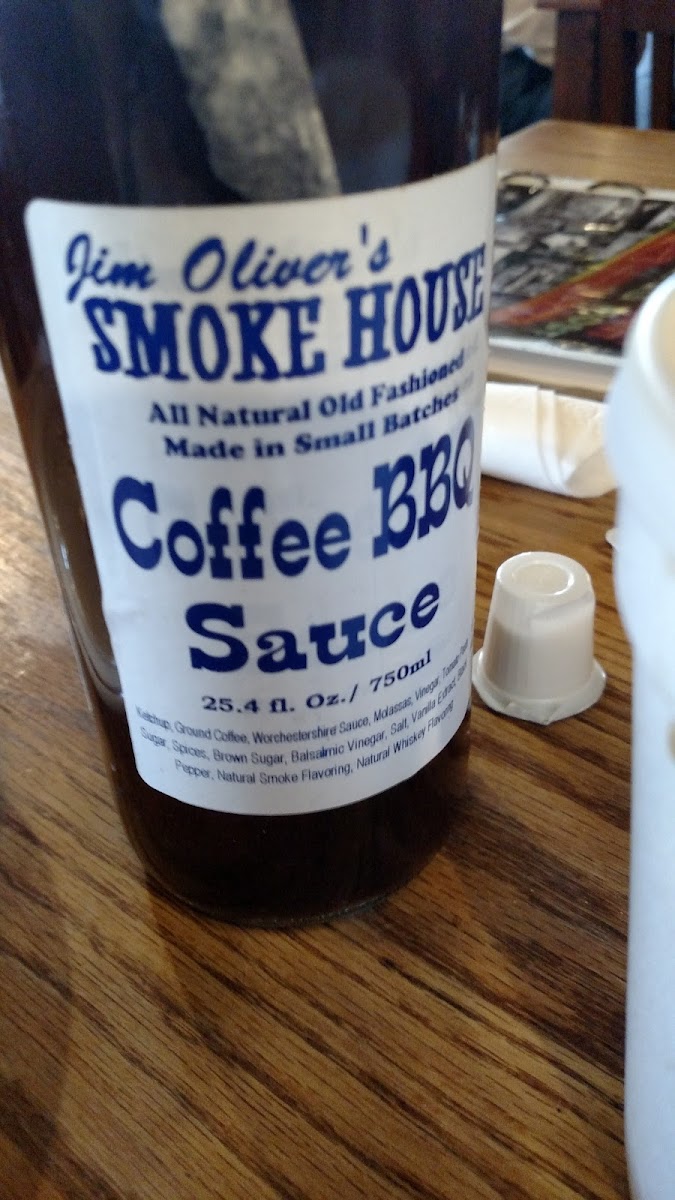 Jim Oliver's
SMOKE HOUSE
All Natural Old Fashioned
Made in Small Batches
Coffee BBQ
Sauce
25.4 fl. Oz./ 750ml
Ketchup, Ground Coffee, Worchestershire Sauce, Molassas, Vinegar, Tomato
Sugar, Spices, Brown Sugar, Balsalmic Vinegar, Salt, Vanilla Extract,
Pepper, Natural Smoke Flavoring, Natural Whiskey Flavoring